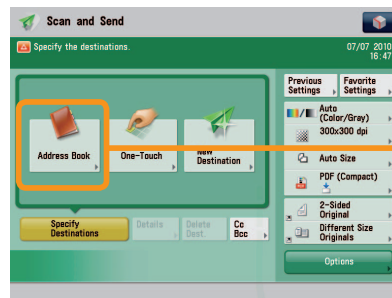 Scan and Send
Specify the destinations.
07/07 2010
16:47
Previous Settings
Favorite Settings
Auto
(Color/Gray)
300x300 dpi
Address Book
One-Touch
New
Destination
Auto Size
PDF (Compact)
2-Sided
Original
Different Size
Originals
Specify
Destinations
Details
Delete
Dest.
Cc
Bcc
Options